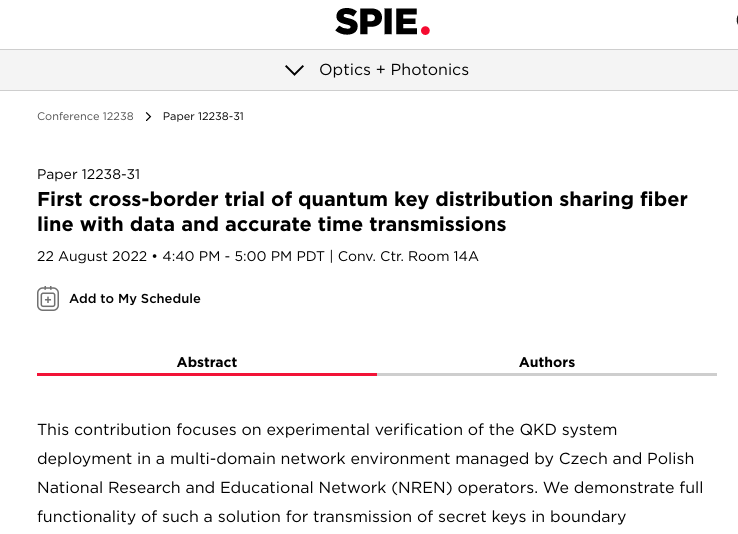 SPIE.
Optics + Photonics
Conference 12238 > Paper 12238-31
Paper 12238-31
First cross-border trial of quantum key distribution sharing fiber
line with data and accurate time transmissions
22 August 2022 • 4:40 PM - 5:00 PM PDT | Conv. Ctr. Room 14A
Add to My Schedule
Abstract
Authors
This contribution focuses on experimental verification of the QKD system
deployment in a multi-domain network environment managed by Czech and Polish
National Research and Educational Network (NREN) operators. We demonstrate full
functionality of such a solution for transmission of secret keys in boundary